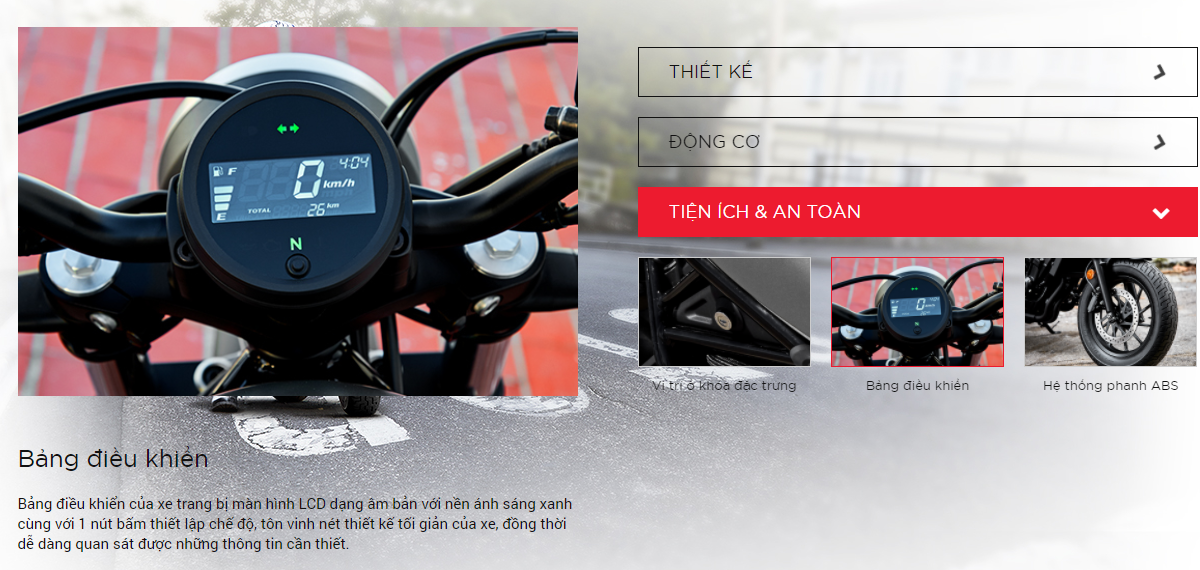 F
4:04
0 km/h
E
TOTAL 26 km
N
Bảng điều khiển
Bảng điều khiển của xe trang bị màn hình LCD dạng âm bản với nền ánh sáng xanh
cùng với 1 nút bấm thiết lập chế độ, tôn vinh nét thiết kế tối giản của xe, đồng thời
dễ dàng quan sát được những thông tin cần thiết.
THIẾT KẾ
ĐỘNG CƠ
TIỆN ÍCH & AN TOÀN
Vị trí ổ khóa đặc trưng
Bảng điều khiển
Hệ thống phanh ABS